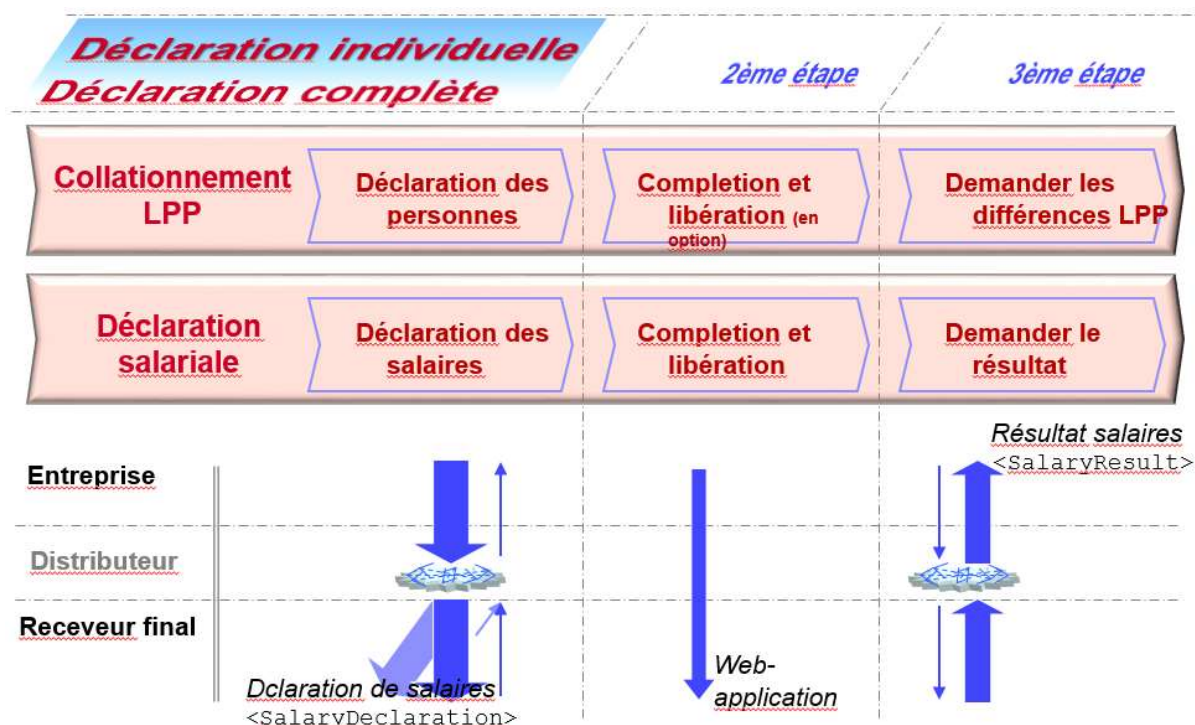 Déclaration individuelle
Déclaration complète
2ème étape
3ème étape
Collationnement
LPP
Déclaration des
personnes
Completion et
libération (en
option)
Demander les
différences LPP
Déclaration
salariale
Déclaration des
salaires
Completion et
libération
Demander le
résultat
Résultat salaires
<SalaryResult>
Entreprise
Distributeur
Receveur final
Dclaration de salaires
<SalaryDeclaration>
Web-
application